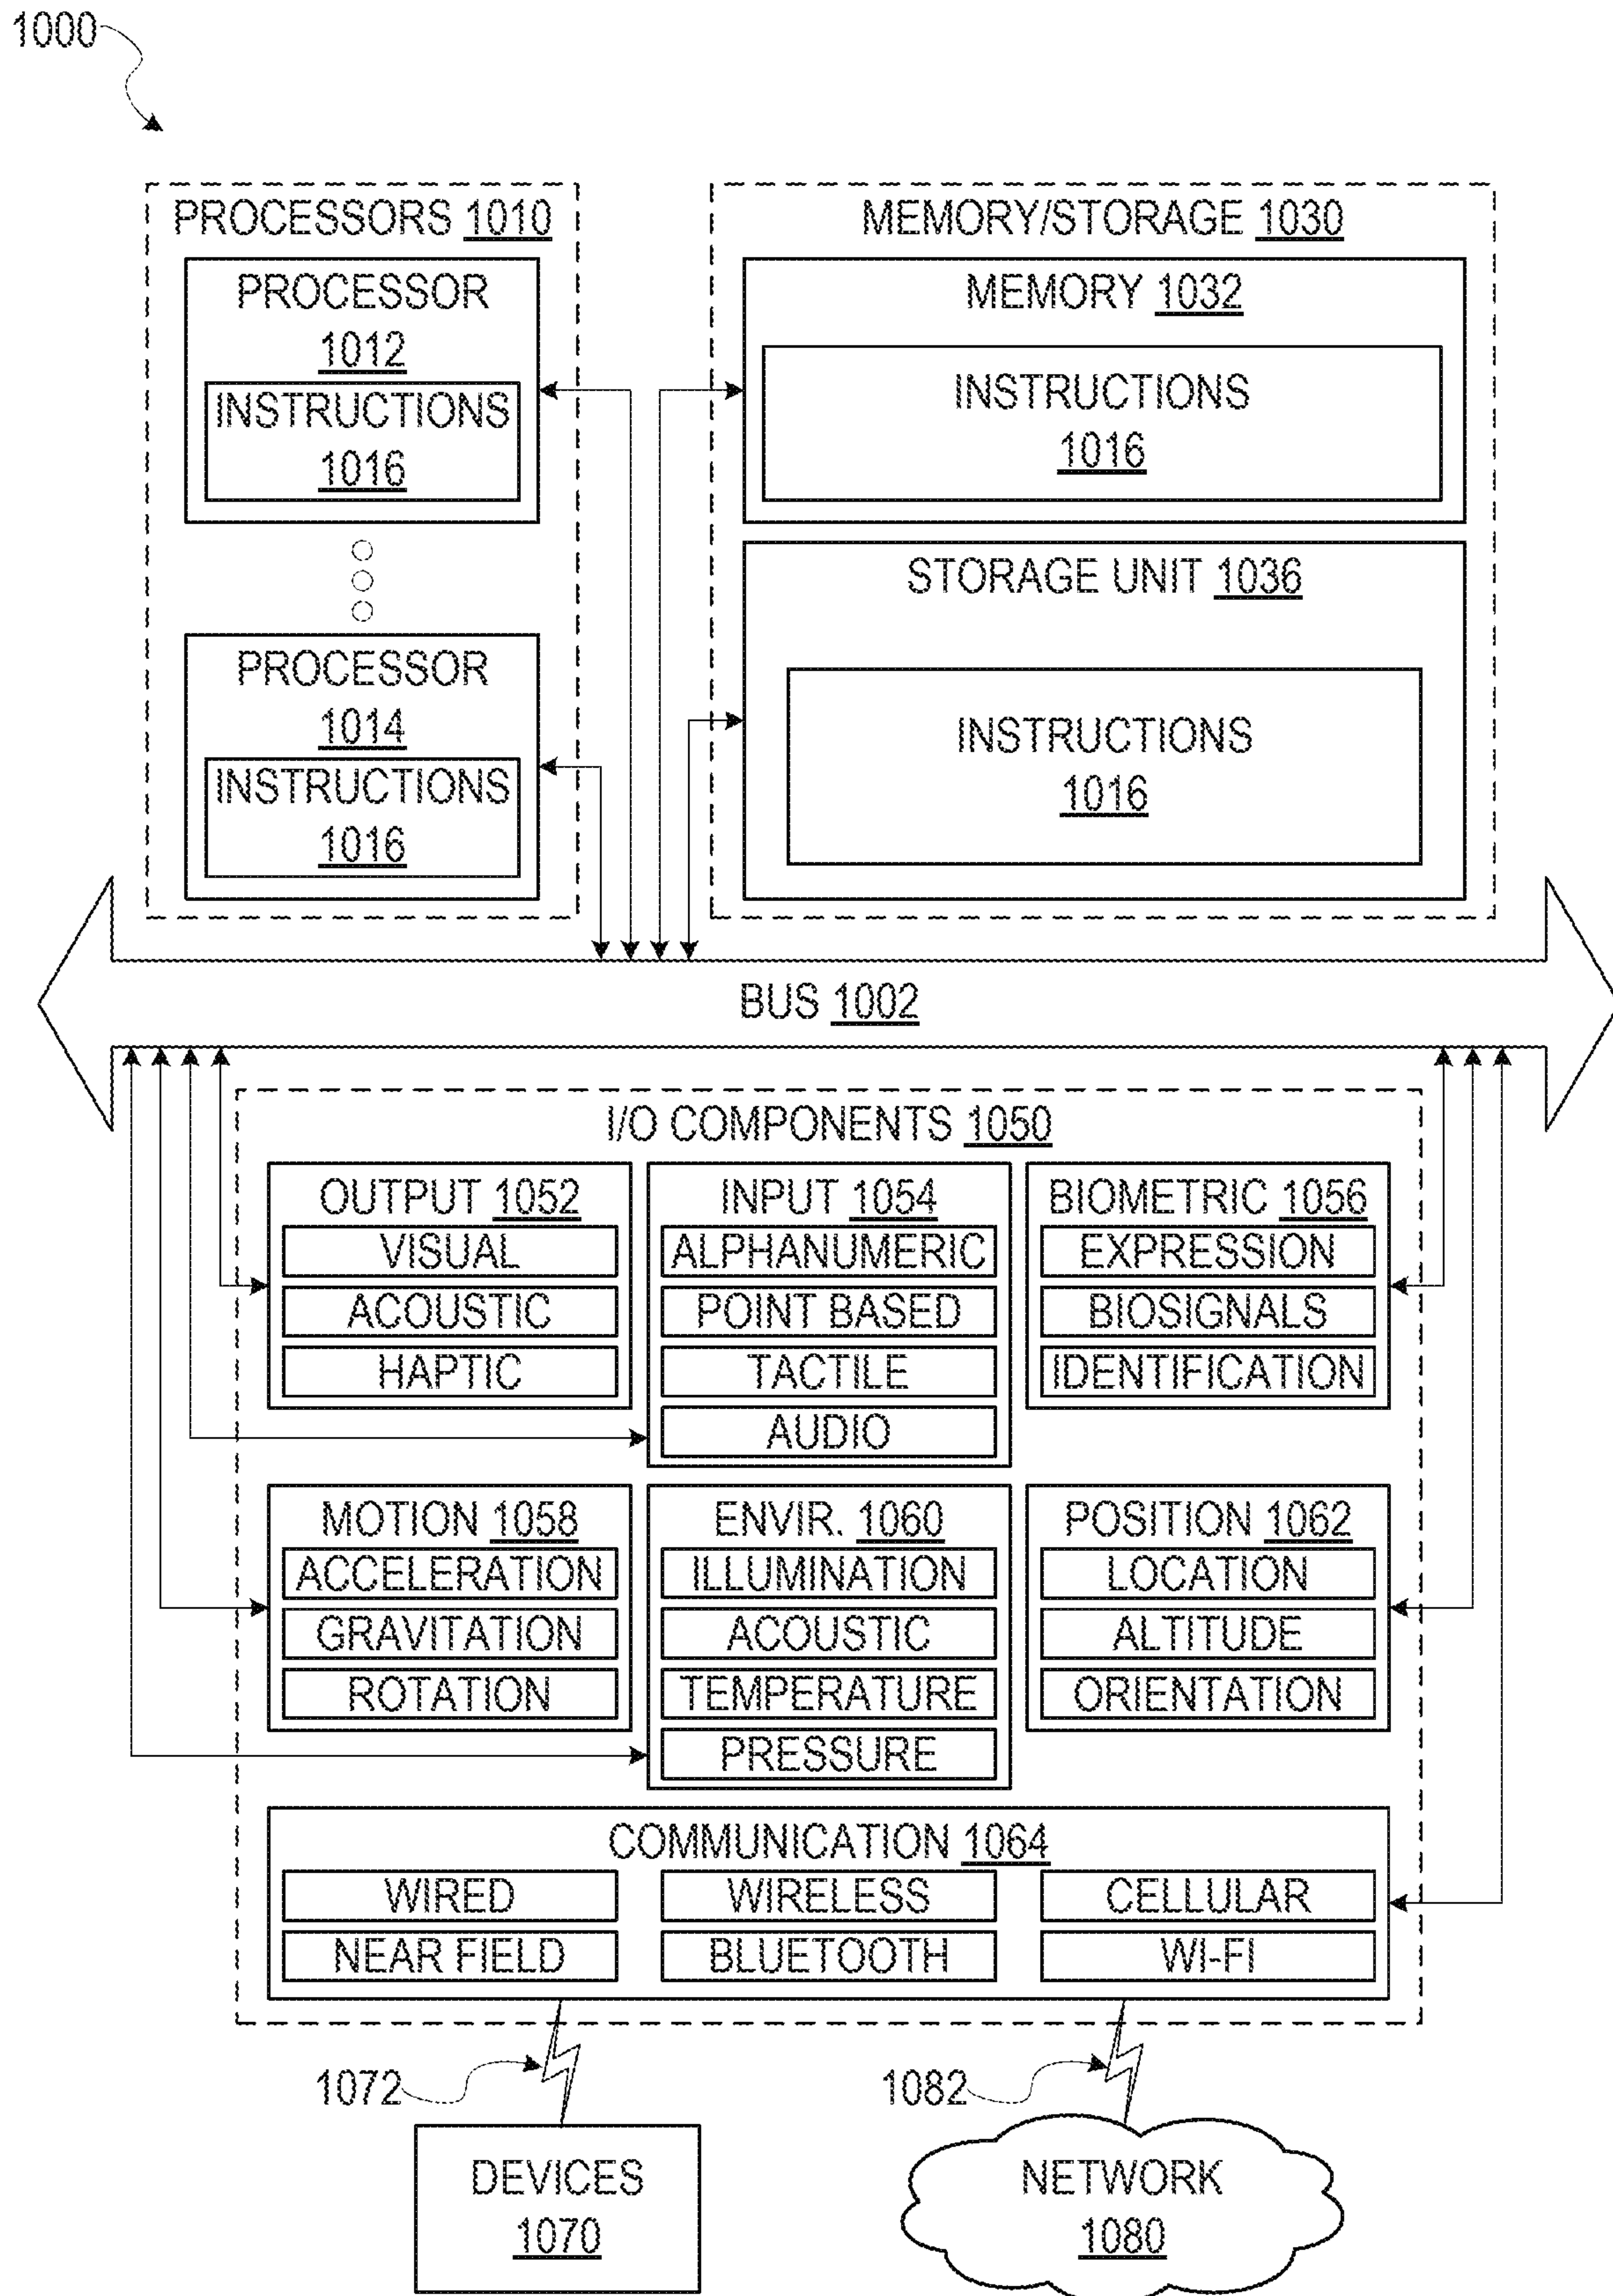 1000
PROCESSORS 1010
PROCESSOR
1012
INSTRUCTIONS
1016
PROCESSOR
1014
INSTRUCTIONS
1016
MEMORY/STORAGE 1030
MEMORY 1032
INSTRUCTIONS
1016
STORAGE UNIT 1036
INSTRUCTIONS
1016
BUS 1002
I/O COMPONENTS 1050
OUTPUT 1052
VISUAL
ACOUSTIC
HAPTIC
INPUT 1054
ALPHANUMERIC
POINT BASED
TACTILE
AUDIO
BIOMETRIC 1056
EXPRESSION
BIOSIGNALS
IDENTIFICATION
MOTION 1058
ACCELERATION
GRAVITATION
ROTATION
ENVIR. 1060
ILLUMINATION
ACOUSTIC
TEMPERATURE
PRESSURE
POSITION 1062
LOCATION
ALTITUDE
ORIENTATION
COMMUNICATION 1064
WIRED
WIRELESS
CELLULAR
NEAR FIELD
BLUETOOTH
WI-FI
1072
1082
DEVICES
1070
NETWORK
1080